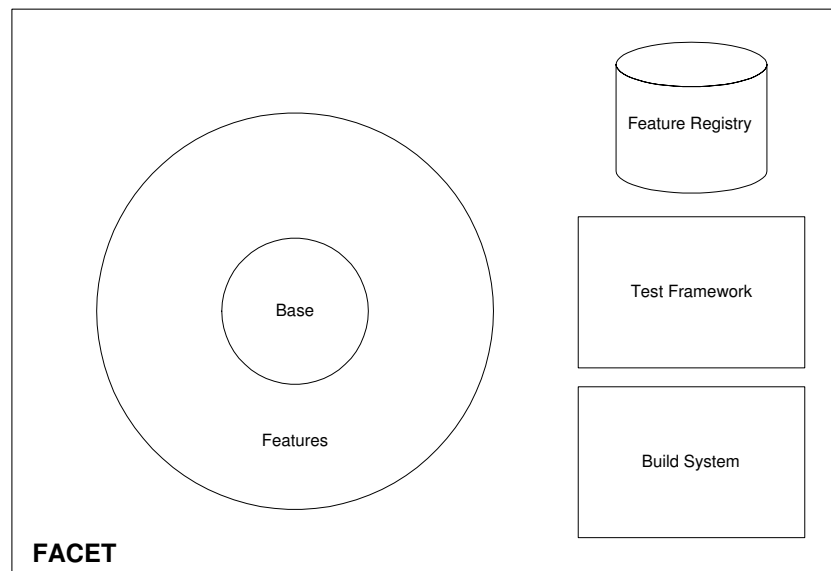 Feature Registry
Test Framework
Base
Features
Build System
FACET